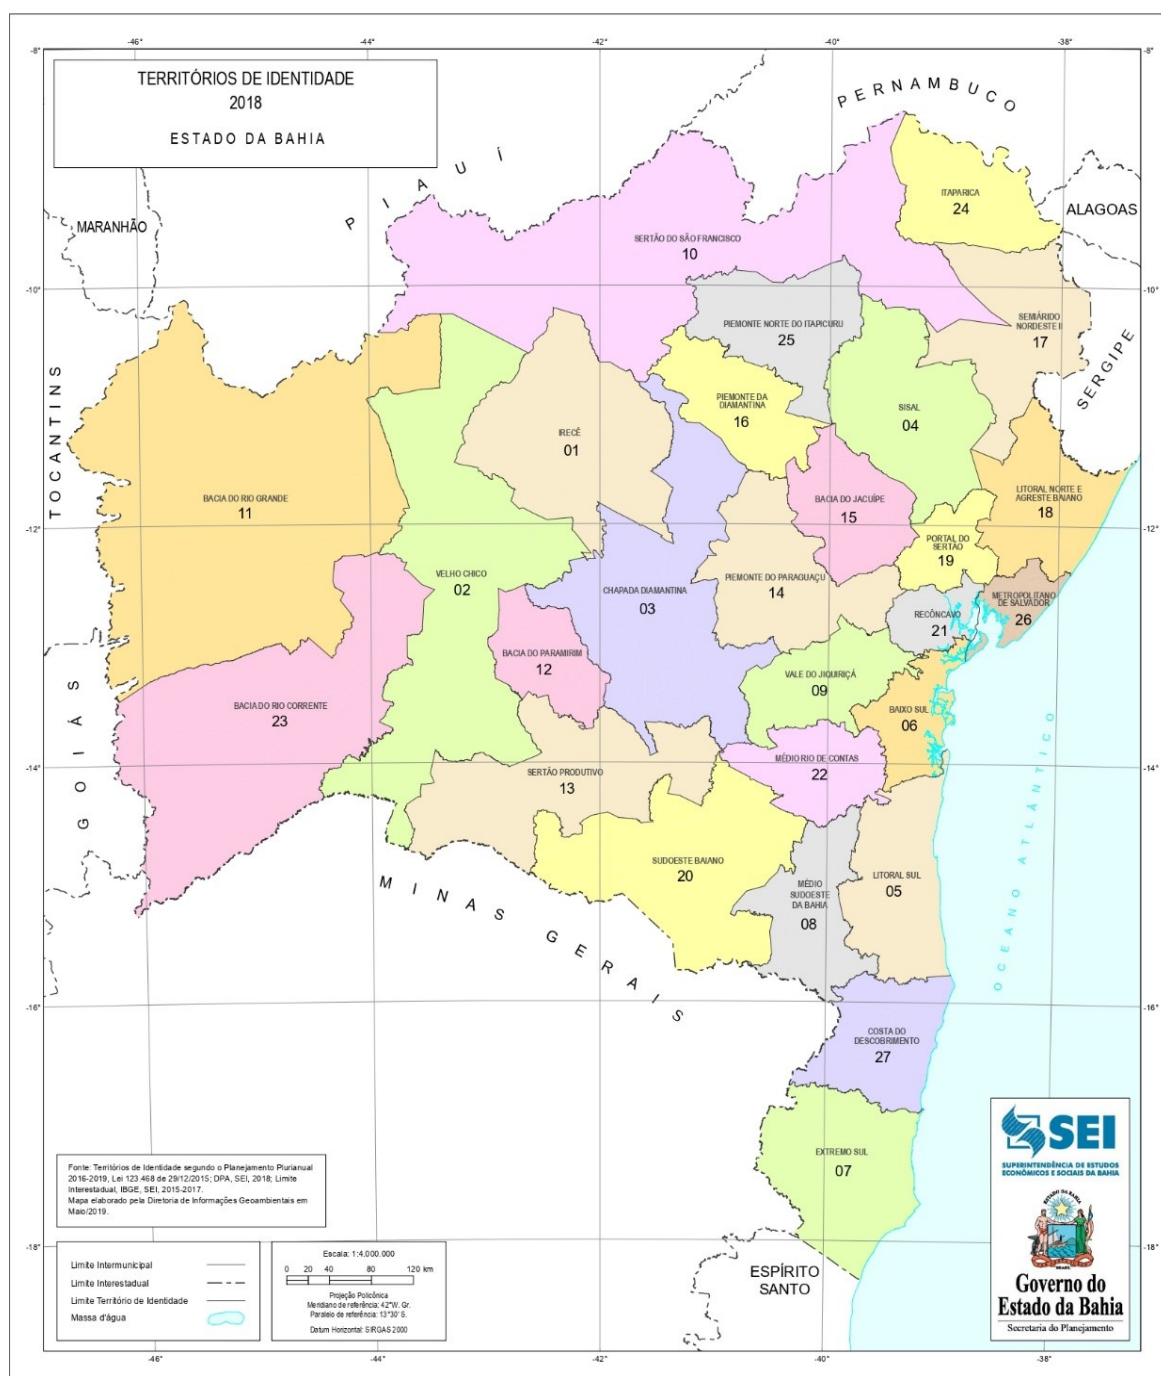 -46°
-44°
-42°
-40°
-38°
-8°
-8°
TERRITÓRIOS DE IDENTIDADE
2018
ESTADO DA BAHIA
PERNAMBUCO
PIAUÍ
MARANHÃO
ITAPARICA
24
ALAGOAS
SERTÃO DO SÃO FRANCISCO
10
-10°
-10°
PIEMONTE NORTE DO ITAPICURU
25
SEMIÁRIDO
NORDESTE II
17
SERGIPE
TOCANTINS
PIEMONTE DA
DIAMANTINA
16
SISAL
04
IRECÊ
01
BACIA DO RIO GRANDE
11
BACIA DO JACUÍPE
15
LITORAL NORTE E
AGRESTE BAIANO
18
-12°
-12°
PORTAL DO
SERTÃO
19
VELHO CHICO
02
CHAPADA DIAMANTINA
03
PIEMONTE DO PARAGUAÇU
14
METROPOLITANO
DE SALVADOR
26
RECÔNCAVO
21
BACIA DO PARAMIRIM
12
VALE DO JIQUIRIÇÁ
09
BACIA DO RIO CORRENTE
23
BAIXO SUL
06
GOIÁS
OCEANO ATLÂNTICO
-14°
-14°
SERTÃO PRODUTIVO
13
MÉDIO RIO DE CONTAS
22
SUDOESTE BAIANO
20
MÉDIO
SUDOESTE
DA BAHIA
08
LITORAL SUL
05
MINAS GERAIS
-16°
-16°
COSTA DO
DESCOBRIMENTO
27
EXTREMO SUL
07
SEI
SUPERINTENDÊNCIA DE ESTUDOS
ECONÔMICOS E SOCIAIS DA BAHIA
Fonte: Territórios de Identidade segundo o Planejamento Plurianual
2016-2019, Lei 123.468 de 29/12/2015; DPA, SEI, 2018; Limite
Interestadual, IBGE, SEI, 2015-2017.
Mapa elaborado pela Diretoria de Informações Geoambientais em
Maio/2019.
-18°
-18°
Limite Intermunicipal
Limite Interestadual
Limite Território de Identidade
Massa d'água
Escala: 1:4.000.000
0 20 40 80 120 km
Projeção Policônica
Meridiano de referência: 42°W. Gr.
Paralelo de referência: 13°30' S.
Datum Horizontal: SIRGAS 2000
ESPÍRITO
SANTO
Governo do
Estado da Bahia
Secretaria do Planejamento
-46°
-44°
-42°
-40°
-38°